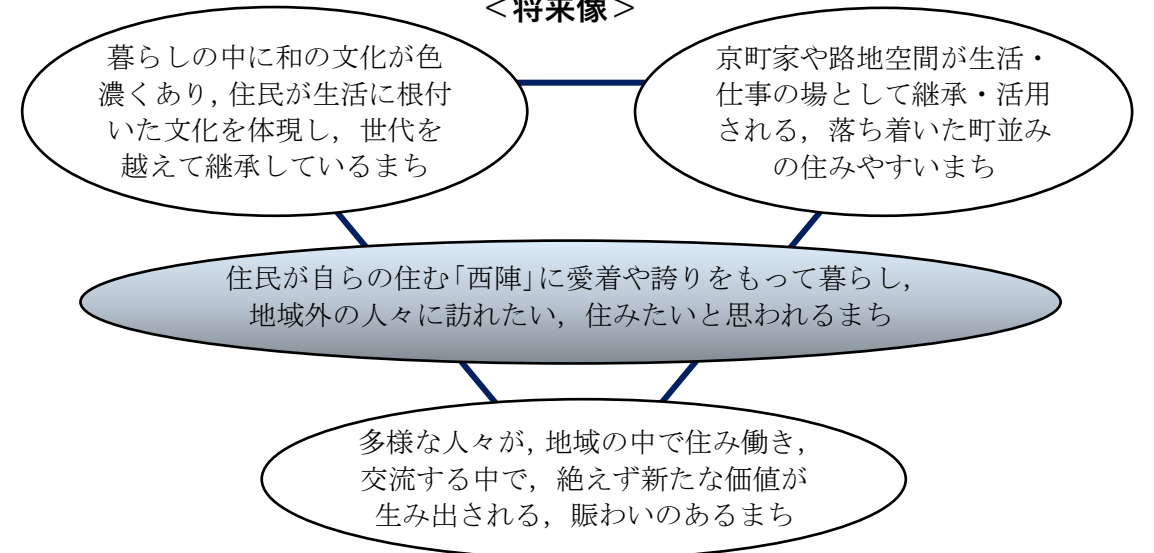 ＜将来像＞
暮らしの中に和の文化が色
濃くあり，住民が生活に根付
いた文化を体現し，世代を
越えて継承しているまち
京町家や路地空間が生活・
仕事の場として継承・活用
される，落ち着いた町並み
の住みやすいまち
住民が自らの住む「西陣」に愛着や誇りをもって暮らし，
地域外の人々に訪れたい，住みたいと思われるまち
多様な人々が，地域の中で住み働き，
交流する中で，絶えず新たな価値が
生み出される，賑わいのあるまち